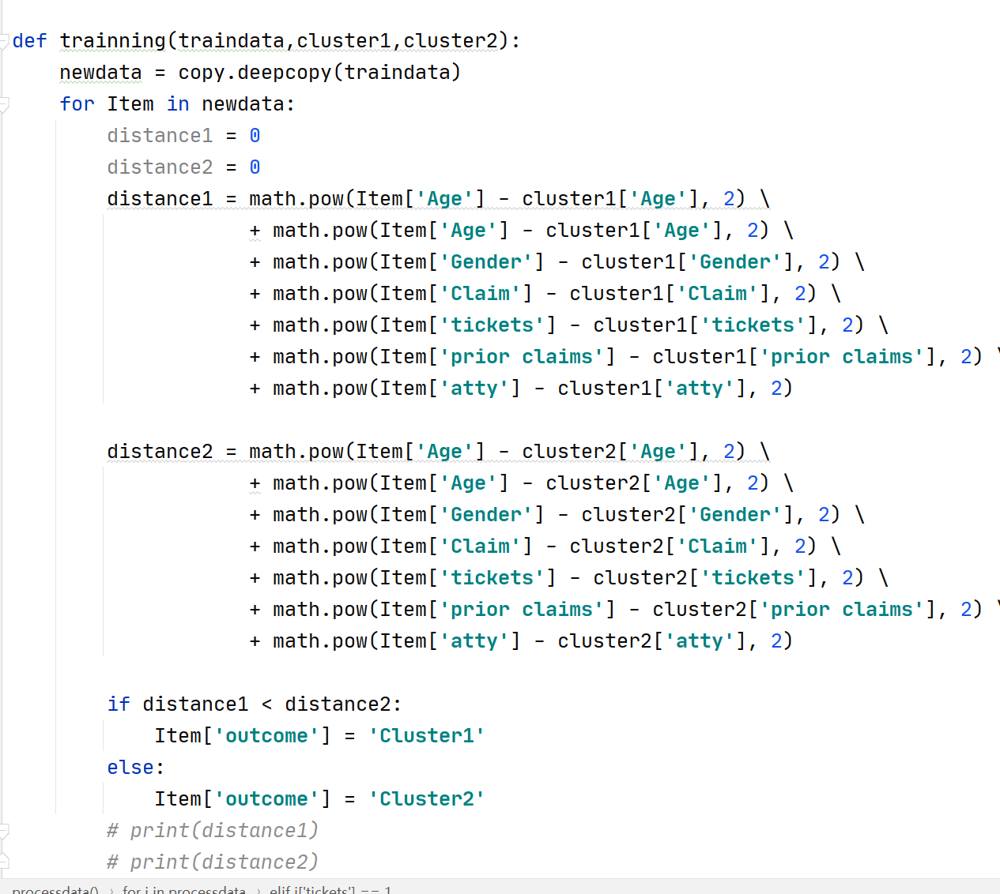 def trainning(traindata,cluster1,cluster2):
    newdata = copy.deepcopy(traindata)
    for Item in newdata:
        distance1 = 0
        distance2 = 0
        distance1 = math.pow(Item['Age'] - cluster1['Age'], 2) \
                    + math.pow(Item['Age'] - cluster1['Age'], 2) \
                    + math.pow(Item['Gender'] - cluster1['Gender'], 2) \
                    + math.pow(Item['Claim'] - cluster1['Claim'], 2) \
                    + math.pow(Item['tickets'] - cluster1['tickets'], 2) \
                    + math.pow(Item['prior claims'] - cluster1['prior claims'], 2) \
                    + math.pow(Item['atty'] - cluster1['atty'], 2)

        distance2 = math.pow(Item['Age'] - cluster2['Age'], 2) \
                    + math.pow(Item['Age'] - cluster2['Age'], 2) \
                    + math.pow(Item['Gender'] - cluster2['Gender'], 2) \
                    + math.pow(Item['Claim'] - cluster2['Claim'], 2) \
                    + math.pow(Item['tickets'] - cluster2['tickets'], 2) \
                    + math.pow(Item['prior claims'] - cluster2['prior claims'], 2) \
                    + math.pow(Item['atty'] - cluster2['atty'], 2)

        if distance1 < distance2:
            Item['outcome'] = 'Cluster1'
        else:
            Item['outcome'] = 'Cluster2'
        # print(distance1)
        # print(distance2)
processdata() › for i in processdata › elif i['tickets'] == 1